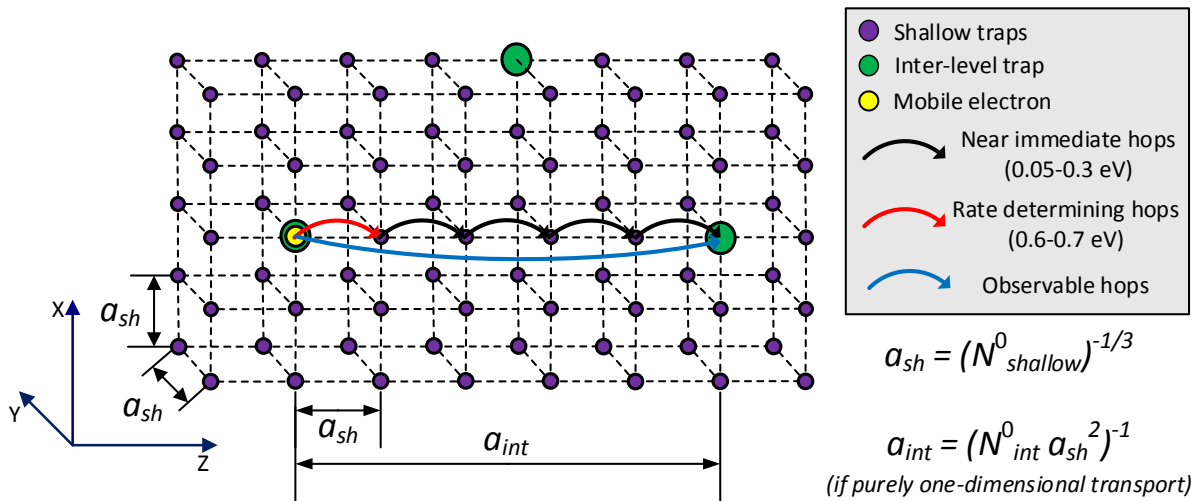 Shallow traps
Inter-level trap
Mobile electron
Near immediate hops
(0.05-0.3 eV)
Rate determining hops
(0.6-0.7 eV)
Observable hops
X
Y
Z
a_sh
a_sh
a_sh
a_int
a_sh = (N^0_shallow)^-1/3
a_int = (N^0_int a_sh^2)^-1
(if purely one-dimensional transport)